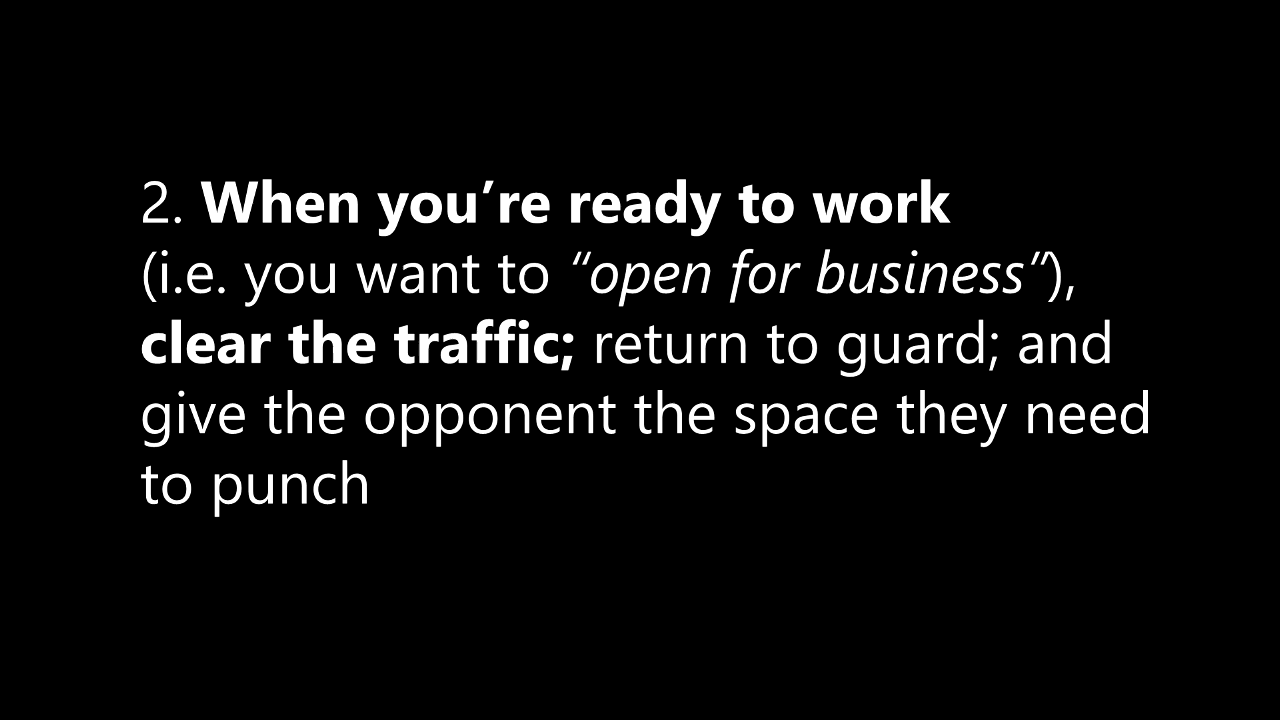 2. When you’re ready to work
(i.e. you want to “open for business”),
clear the traffic; return to guard; and
give the opponent the space they need
to punch